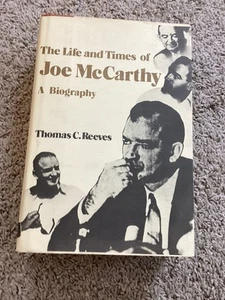 The Life and Times of
Joe McCarthy
A Biography
Thomas C. Reeves